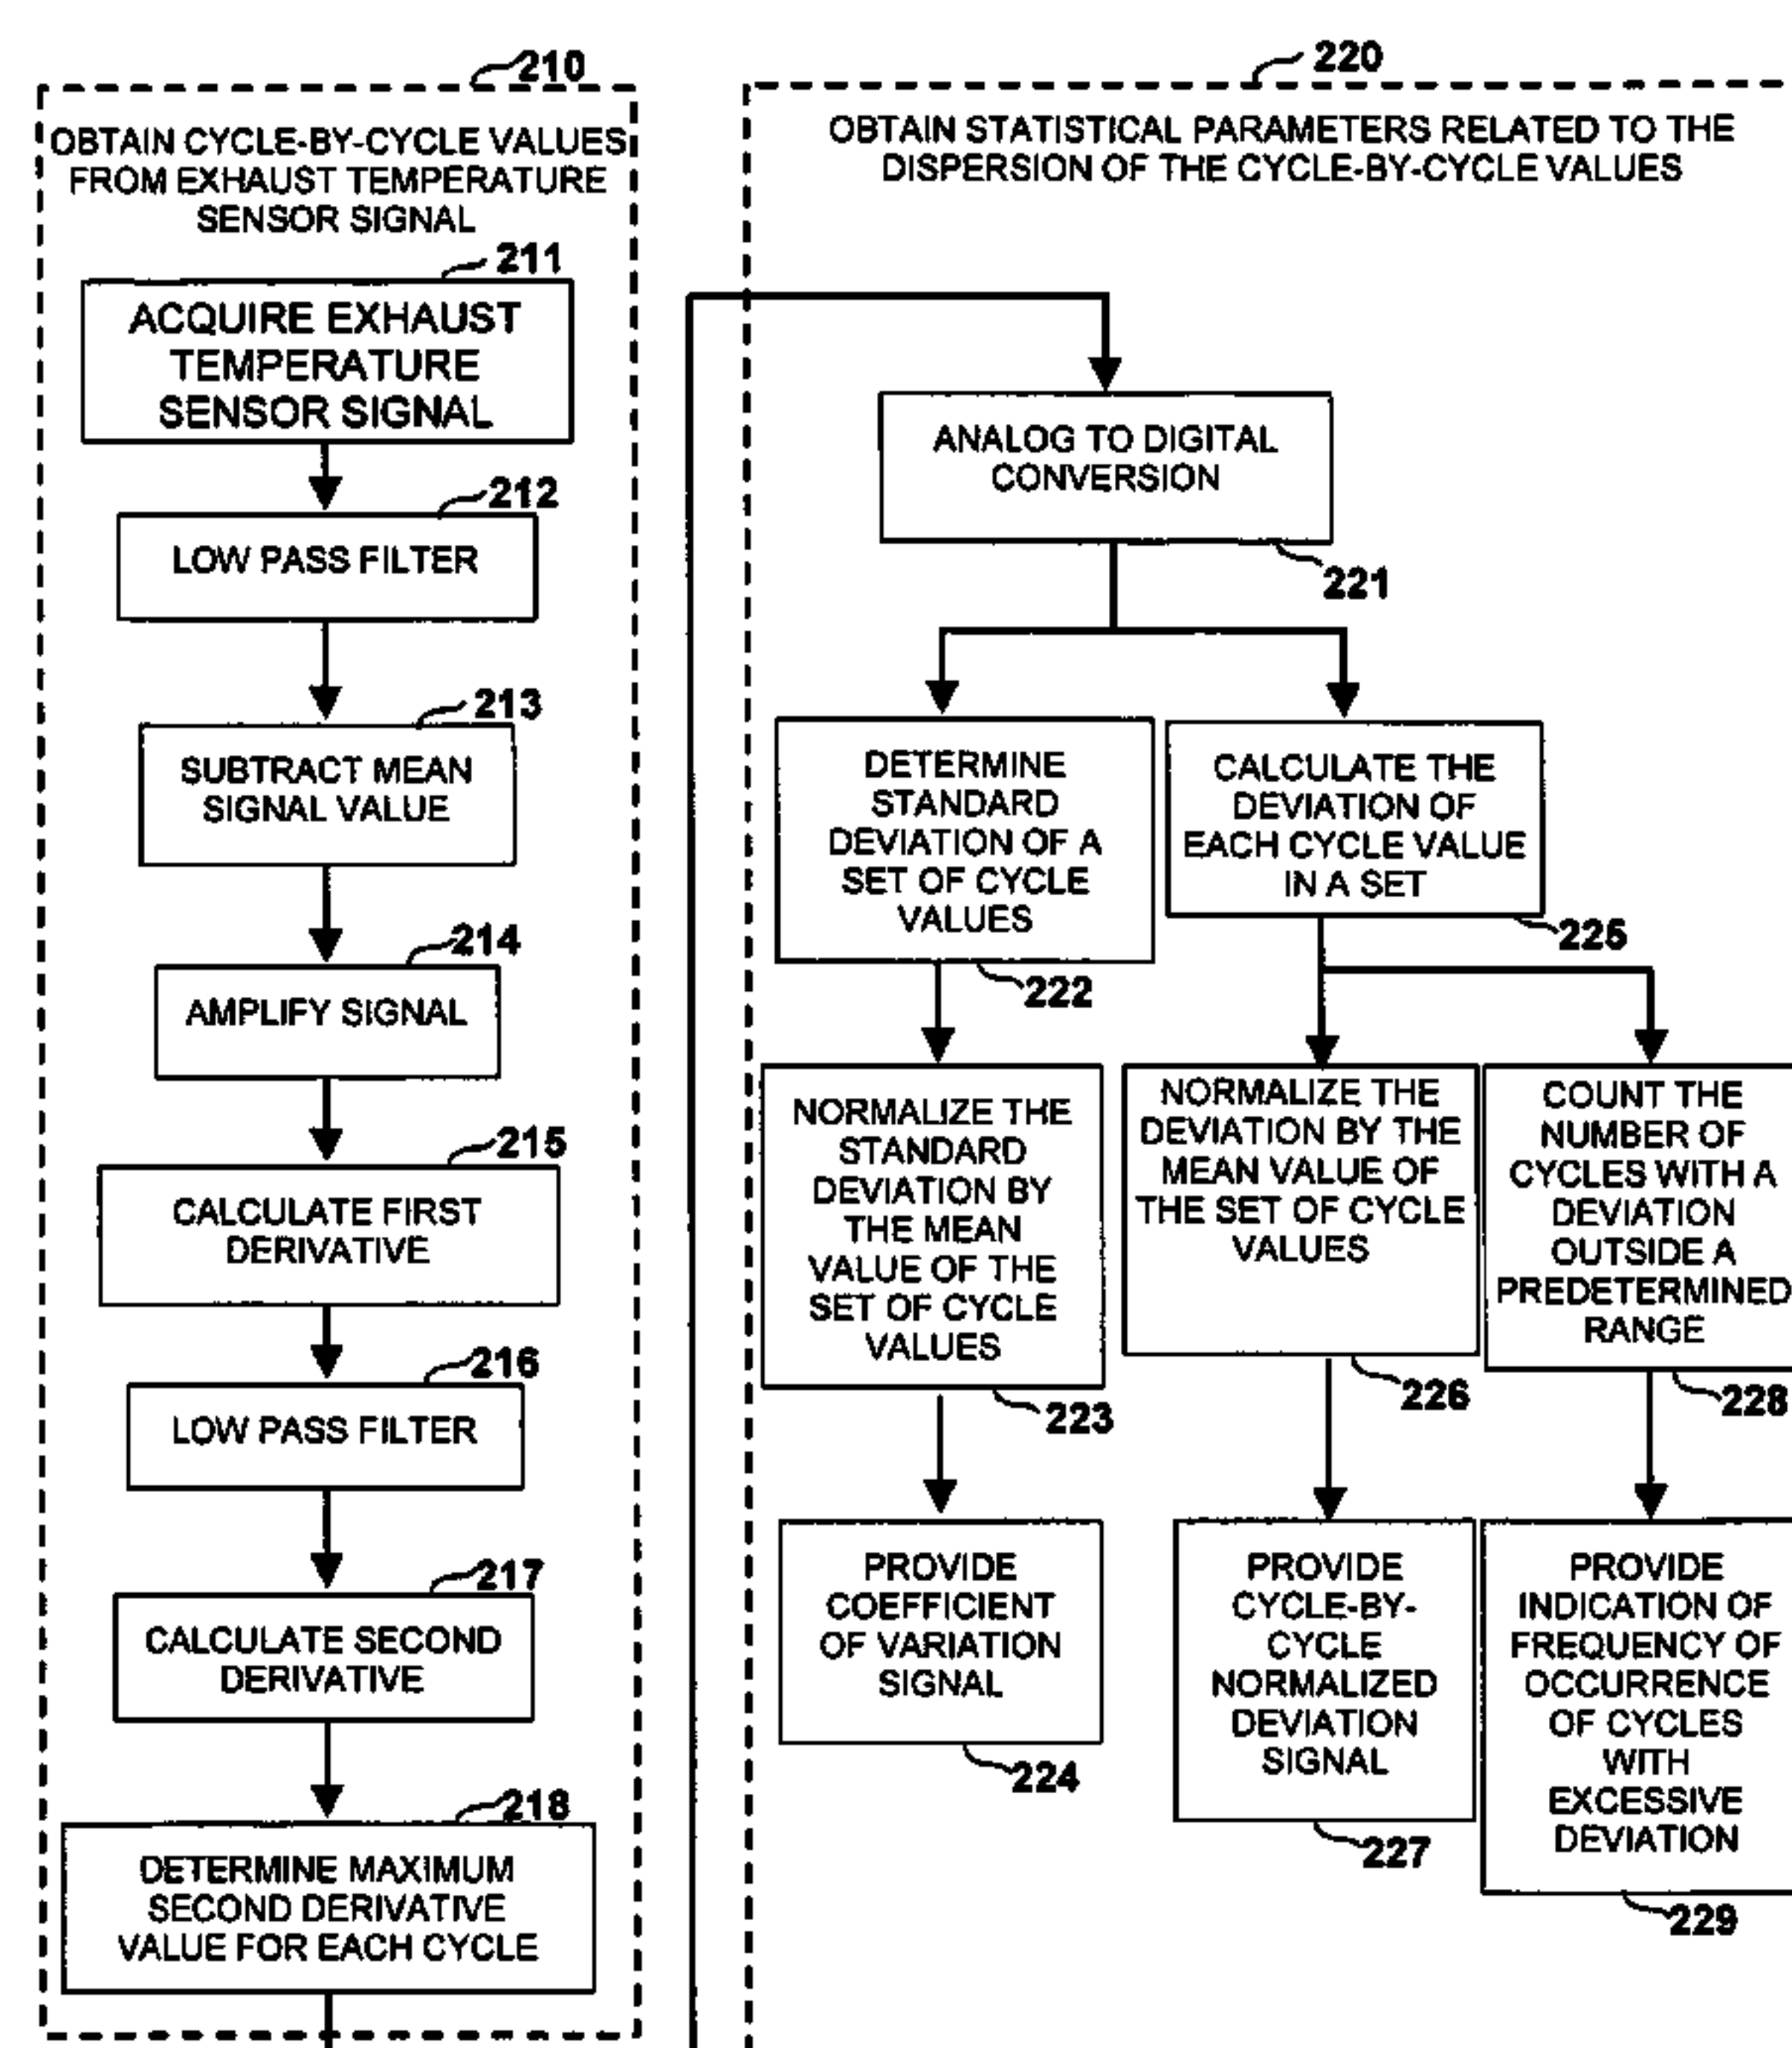 210
OBTAIN CYCLE-BY-CYCLE VALUES
FROM EXHAUST TEMPERATURE
SENSOR SIGNAL
211
ACQUIRE EXHAUST
TEMPERATURE
SENSOR SIGNAL
212
LOW PASS FILTER
213
SUBTRACT MEAN
SIGNAL VALUE
214
AMPLIFY SIGNAL
215
CALCULATE FIRST
DERIVATIVE
216
LOW PASS FILTER
217
CALCULATE SECOND
DERIVATIVE
218
DETERMINE MAXIMUM
SECOND DERIVATIVE
VALUE FOR EACH CYCLE
220
OBTAIN STATISTICAL PARAMETERS RELATED TO THE
DISPERSION OF THE CYCLE-BY-CYCLE VALUES
ANALOG TO DIGITAL
CONVERSION
221
DETERMINE
STANDARD
DEVIATION OF A
SET OF CYCLE
VALUES
222
CALCULATE THE
DEVIATION OF
EACH CYCLE VALUE
IN A SET
225
NORMALIZE THE
STANDARD
DEVIATION BY
THE MEAN
VALUE OF THE
SET OF CYCLE
VALUES
223
NORMALIZE THE
DEVIATION BY THE
MEAN VALUE OF
THE SET OF CYCLE
VALUES
226
COUNT THE
NUMBER OF
CYCLES WITH A
DEVIATION
OUTSIDE A
PREDETERMINED
RANGE
228
PROVIDE
COEFFICIENT
OF VARIATION
SIGNAL
224
PROVIDE
CYCLE-BY-
CYCLE
NORMALIZED
DEVIATION
SIGNAL
227
PROVIDE
INDICATION OF
FREQUENCY OF
OCCURRENCE
OF CYCLES
WITH
EXCESSIVE
DEVIATION
229